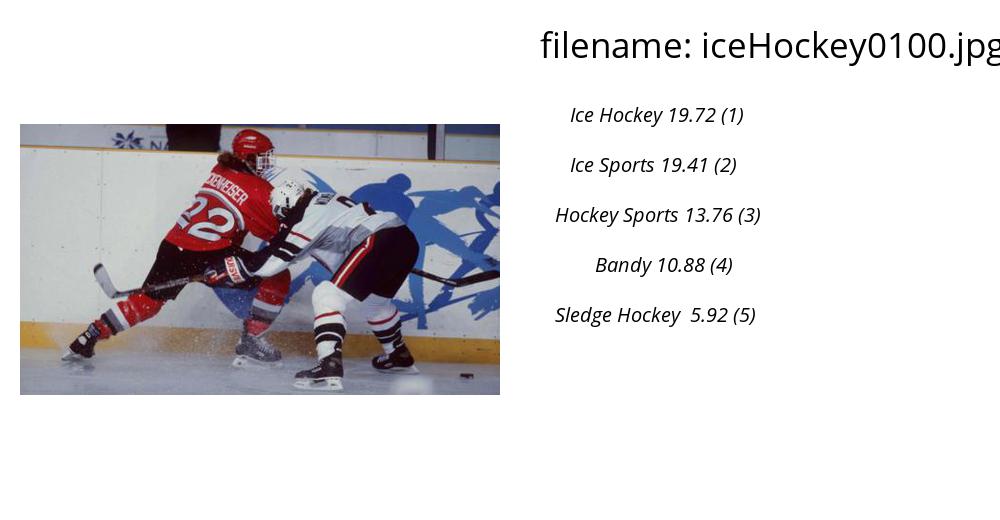 filename: iceHockey0100.jpg
Ice Hockey 19.72 (1)
Ice Sports 19.41 (2)
Hockey Sports 13.76 (3)
Bandy 10.88 (4)
Sledge Hockey 5.92 (5)
22